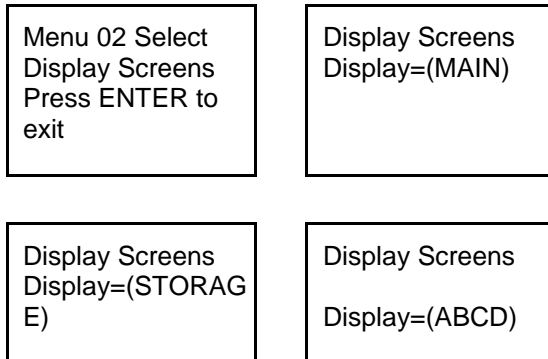 Menu 02 Select
Display Screens
Press ENTER to
exit
Display Screens
Display=(MAIN)
Display Screens
Display=(STORAG
E)
Display Screens
Display=(ABCD)